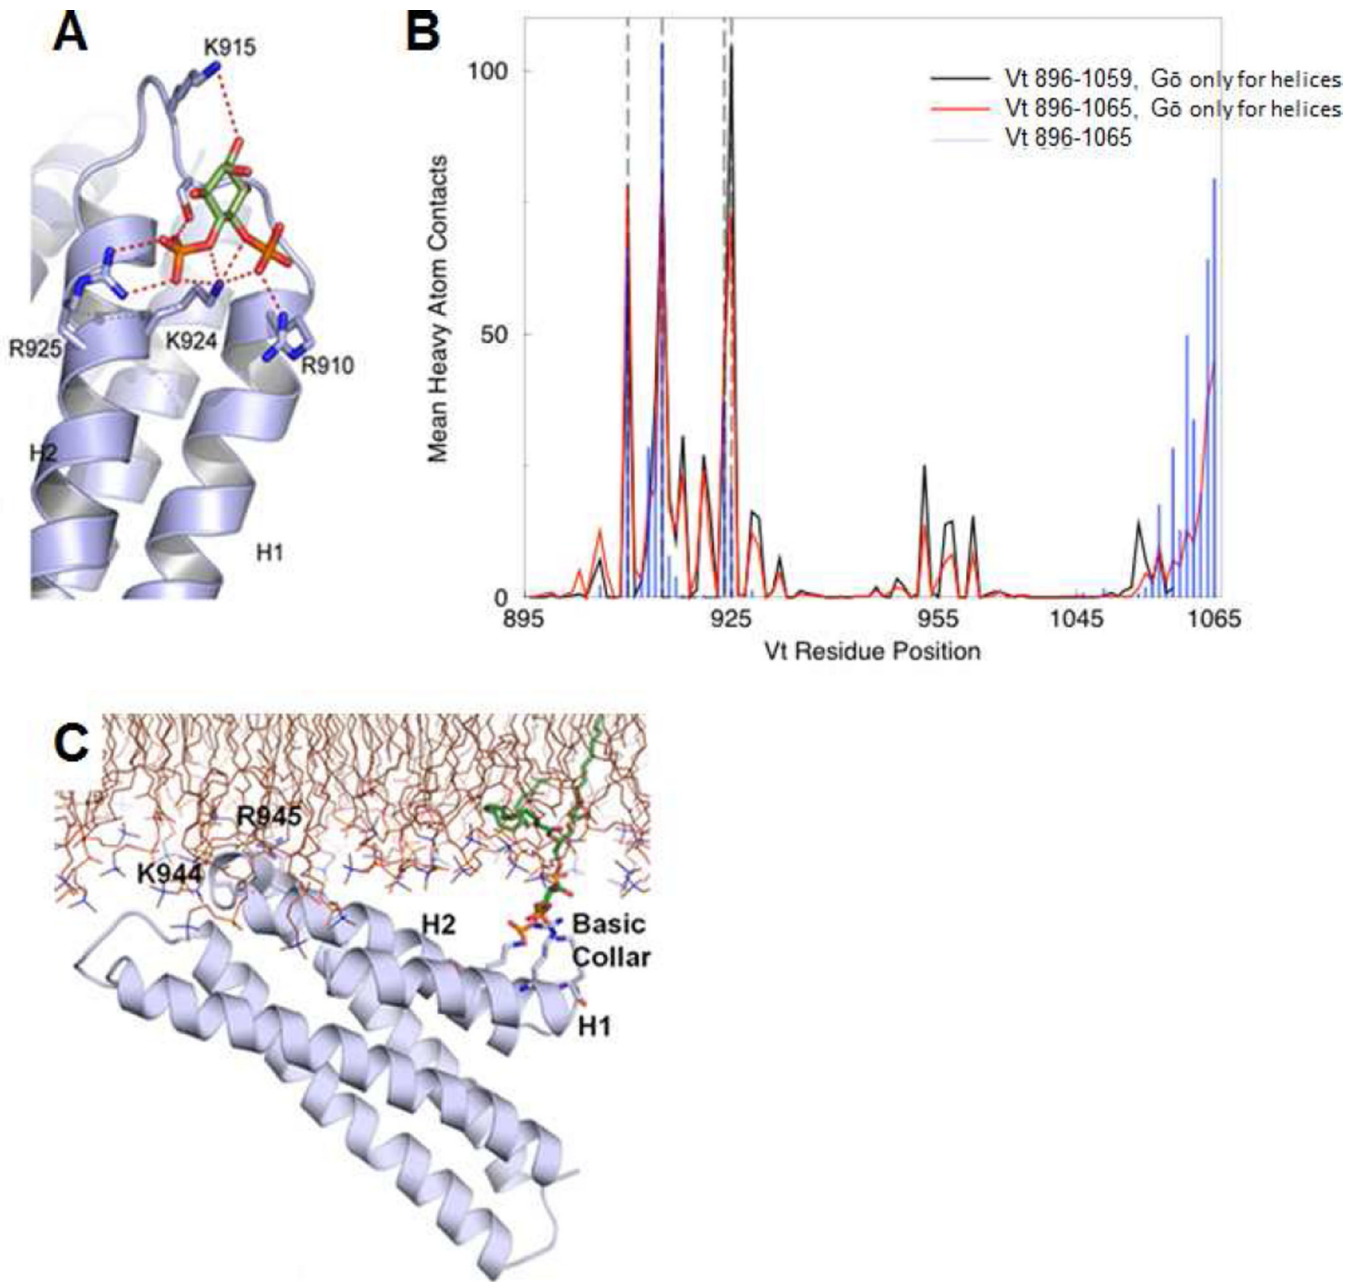 A
K915
R925
K924
R910
H2
H1
B
100
50
0
Mean Heavy Atom Contacts
Vt 896-1059, Gō only for helices
Vt 896-1065, Gō only for helices
Vt 896-1065
895 925 955 1045 1065
Vt Residue Position
C
R945
K944
H2
Basic
Collar
H1